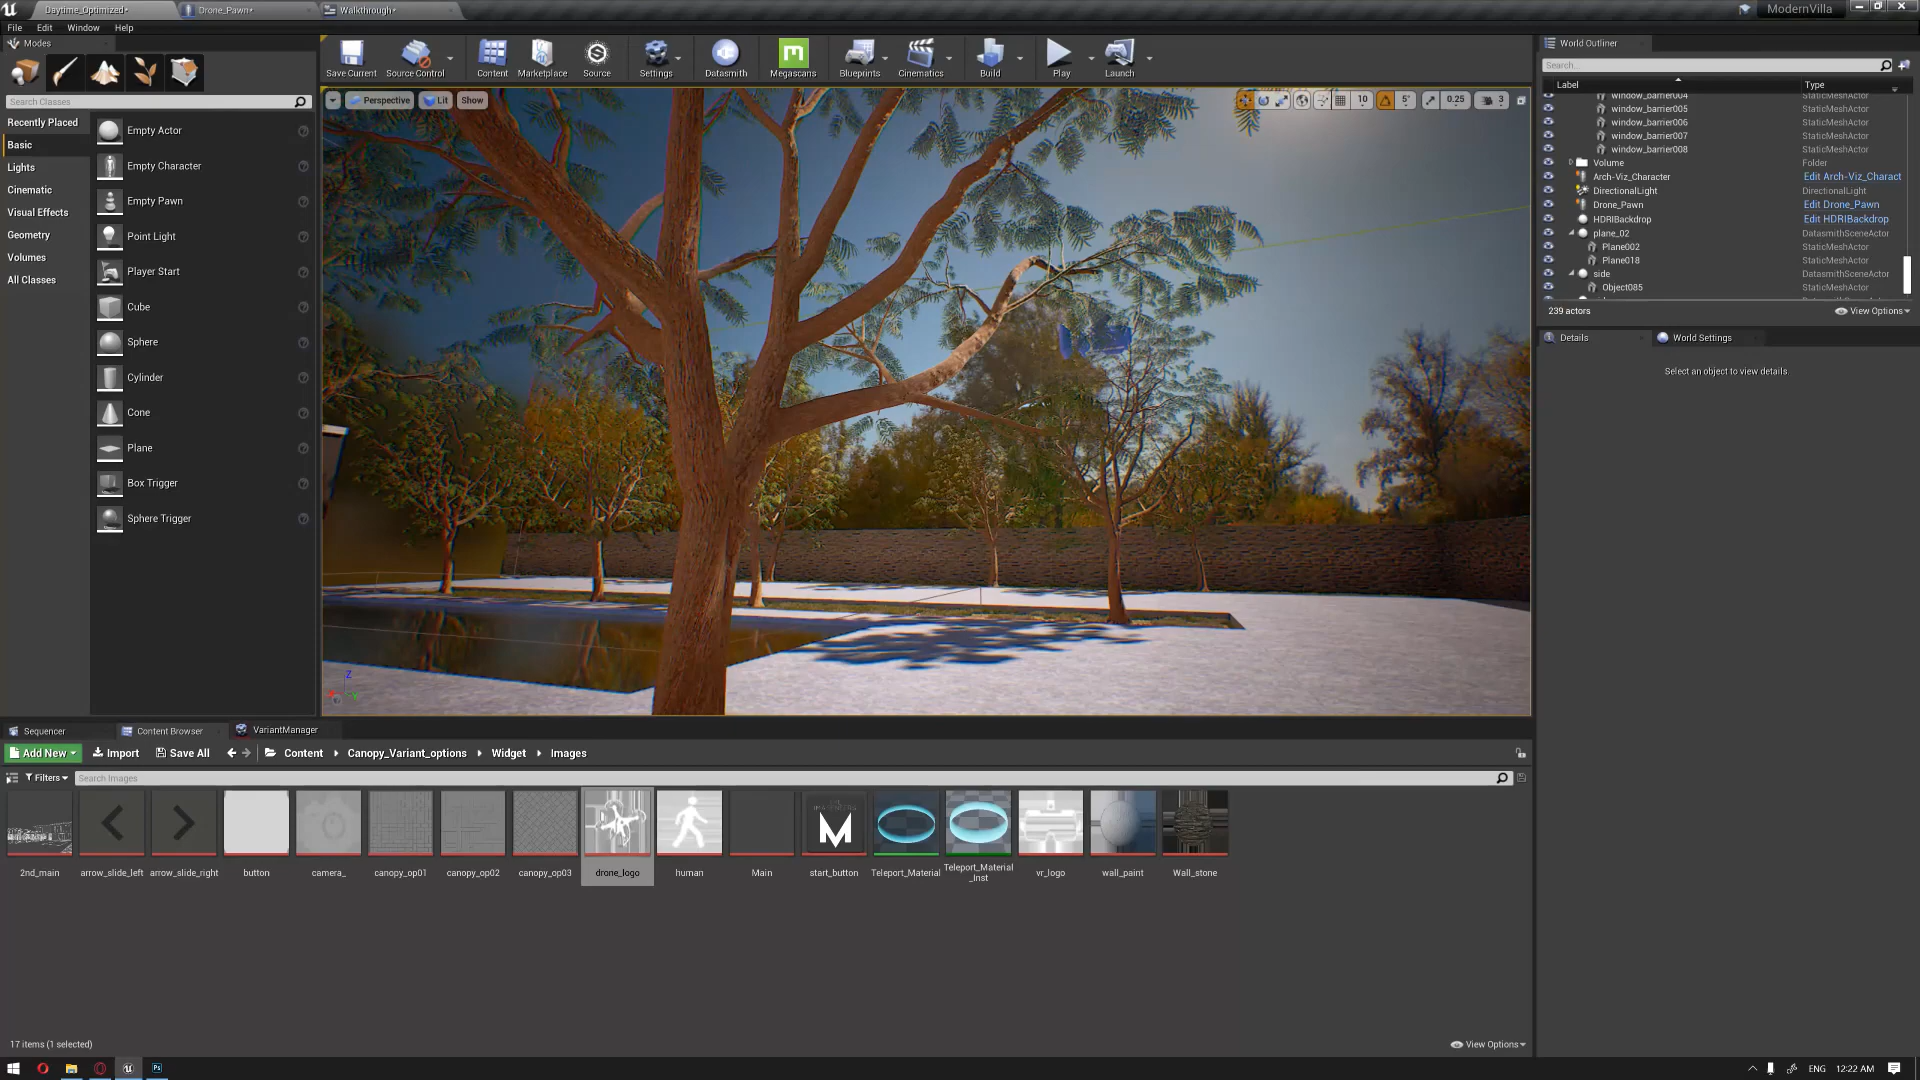 Daytime_Optimized*
Drone_Pawn*
Walkthrough*
ModernVilla
File Edit Window Help
Modes
Save Current
Source Control
Content
Marketplace
Source
Settings
Datasmith
Megascans
Blueprints
Cinematics
Build
Play
Launch
World Outliner
Search...
Label
Type
Search Classes
Perspective
Lit
Show
10
5°
0.25
3
Recently Placed
Basic
Lights
Cinematic
Visual Effects
Geometry
Volumes
All Classes
Empty Actor
Empty Character
Empty Pawn
Point Light
Player Start
Cube
Sphere
Cylinder
Cone
Plane
Box Trigger
Sphere Trigger
window_barrier004 StaticMeshActor
window_barrier005 StaticMeshActor
window_barrier006 StaticMeshActor
window_barrier007 StaticMeshActor
window_barrier008 StaticMeshActor
Volume Folder
Arch-Viz_Character Edit Arch-Viz_Charact
DirectionalLight DirectionalLight
Drone_Pawn Edit Drone_Pawn
HDRIBackdrop Edit HDRIBackdrop
plane_02 DatasmithSceneActor
Plane002 StaticMeshActor
Plane018 StaticMeshActor
side DatasmithSceneActor
Object085 StaticMeshActor
239 actors
View Options
Details
World Settings
Select an object to view details.
Z
Sequencer
Content Browser
VariantManager
Add New
Import
Save All
Content
Canopy_Variant_options
Widget
Images
Filters
Search Images
M
2nd_main
arrow_slide_left
arrow_slide_right
button
camera_
canopy_op01
canopy_op02
canopy_op03
drone_logo
human
Main
start_button
Teleport_Material
Teleport_Material
_Inst
vr_logo
wall_paint
Wall_stone
17 items (1 selected)
View Options
Ps
ENG
12:22 AM